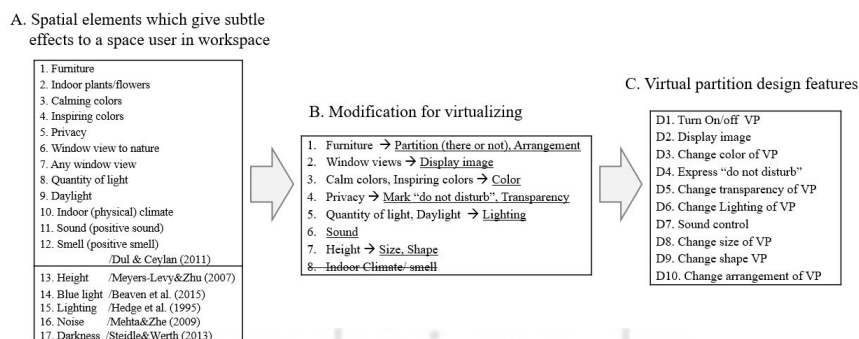 A. Spatial elements which give subtle
effects to a space user in workspace
1. Furniture
2. Indoor plants/flowers
3. Calming colors
4. Inspiring colors
5. Privacy
6. Window view to nature
7. Any window view
8. Quantity of light
9. Daylight
10. Indoor (physical) climate
11. Sound (positive sound)
12. Smell (positive smell)
/Dul & Ceylan (2011)
13. Height /Meyers-Levy&Zhu (2007)
14. Blue light /Beaven et al. (2015)
15. Lighting /Hedge et al. (1995)
16. Noise /Mehta&Zhe (2009)
17. Darkness /Steidle&Werth (2013)
B. Modification for virtualizing
1. Furniture → Partition (there or not), Arrangement
2. Window views → Display image
3. Calm colors, Inspiring colors → Color
4. Privacy → Mark “do not disturb”, Transparency
5. Quantity of light, Daylight → Lighting
6. Sound
7. Height → Size, Shape
8. Indoor Climate/ smell
C. Virtual partition design features
D1. Turn On/off VP
D2. Display image
D3. Change color of VP
D4. Express “do not disturb”
D5. Change transparency of VP
D6. Change Lighting of VP
D7. Sound control
D8. Change size of VP
D9. Change shape VP
D10. Change arrangement of VP